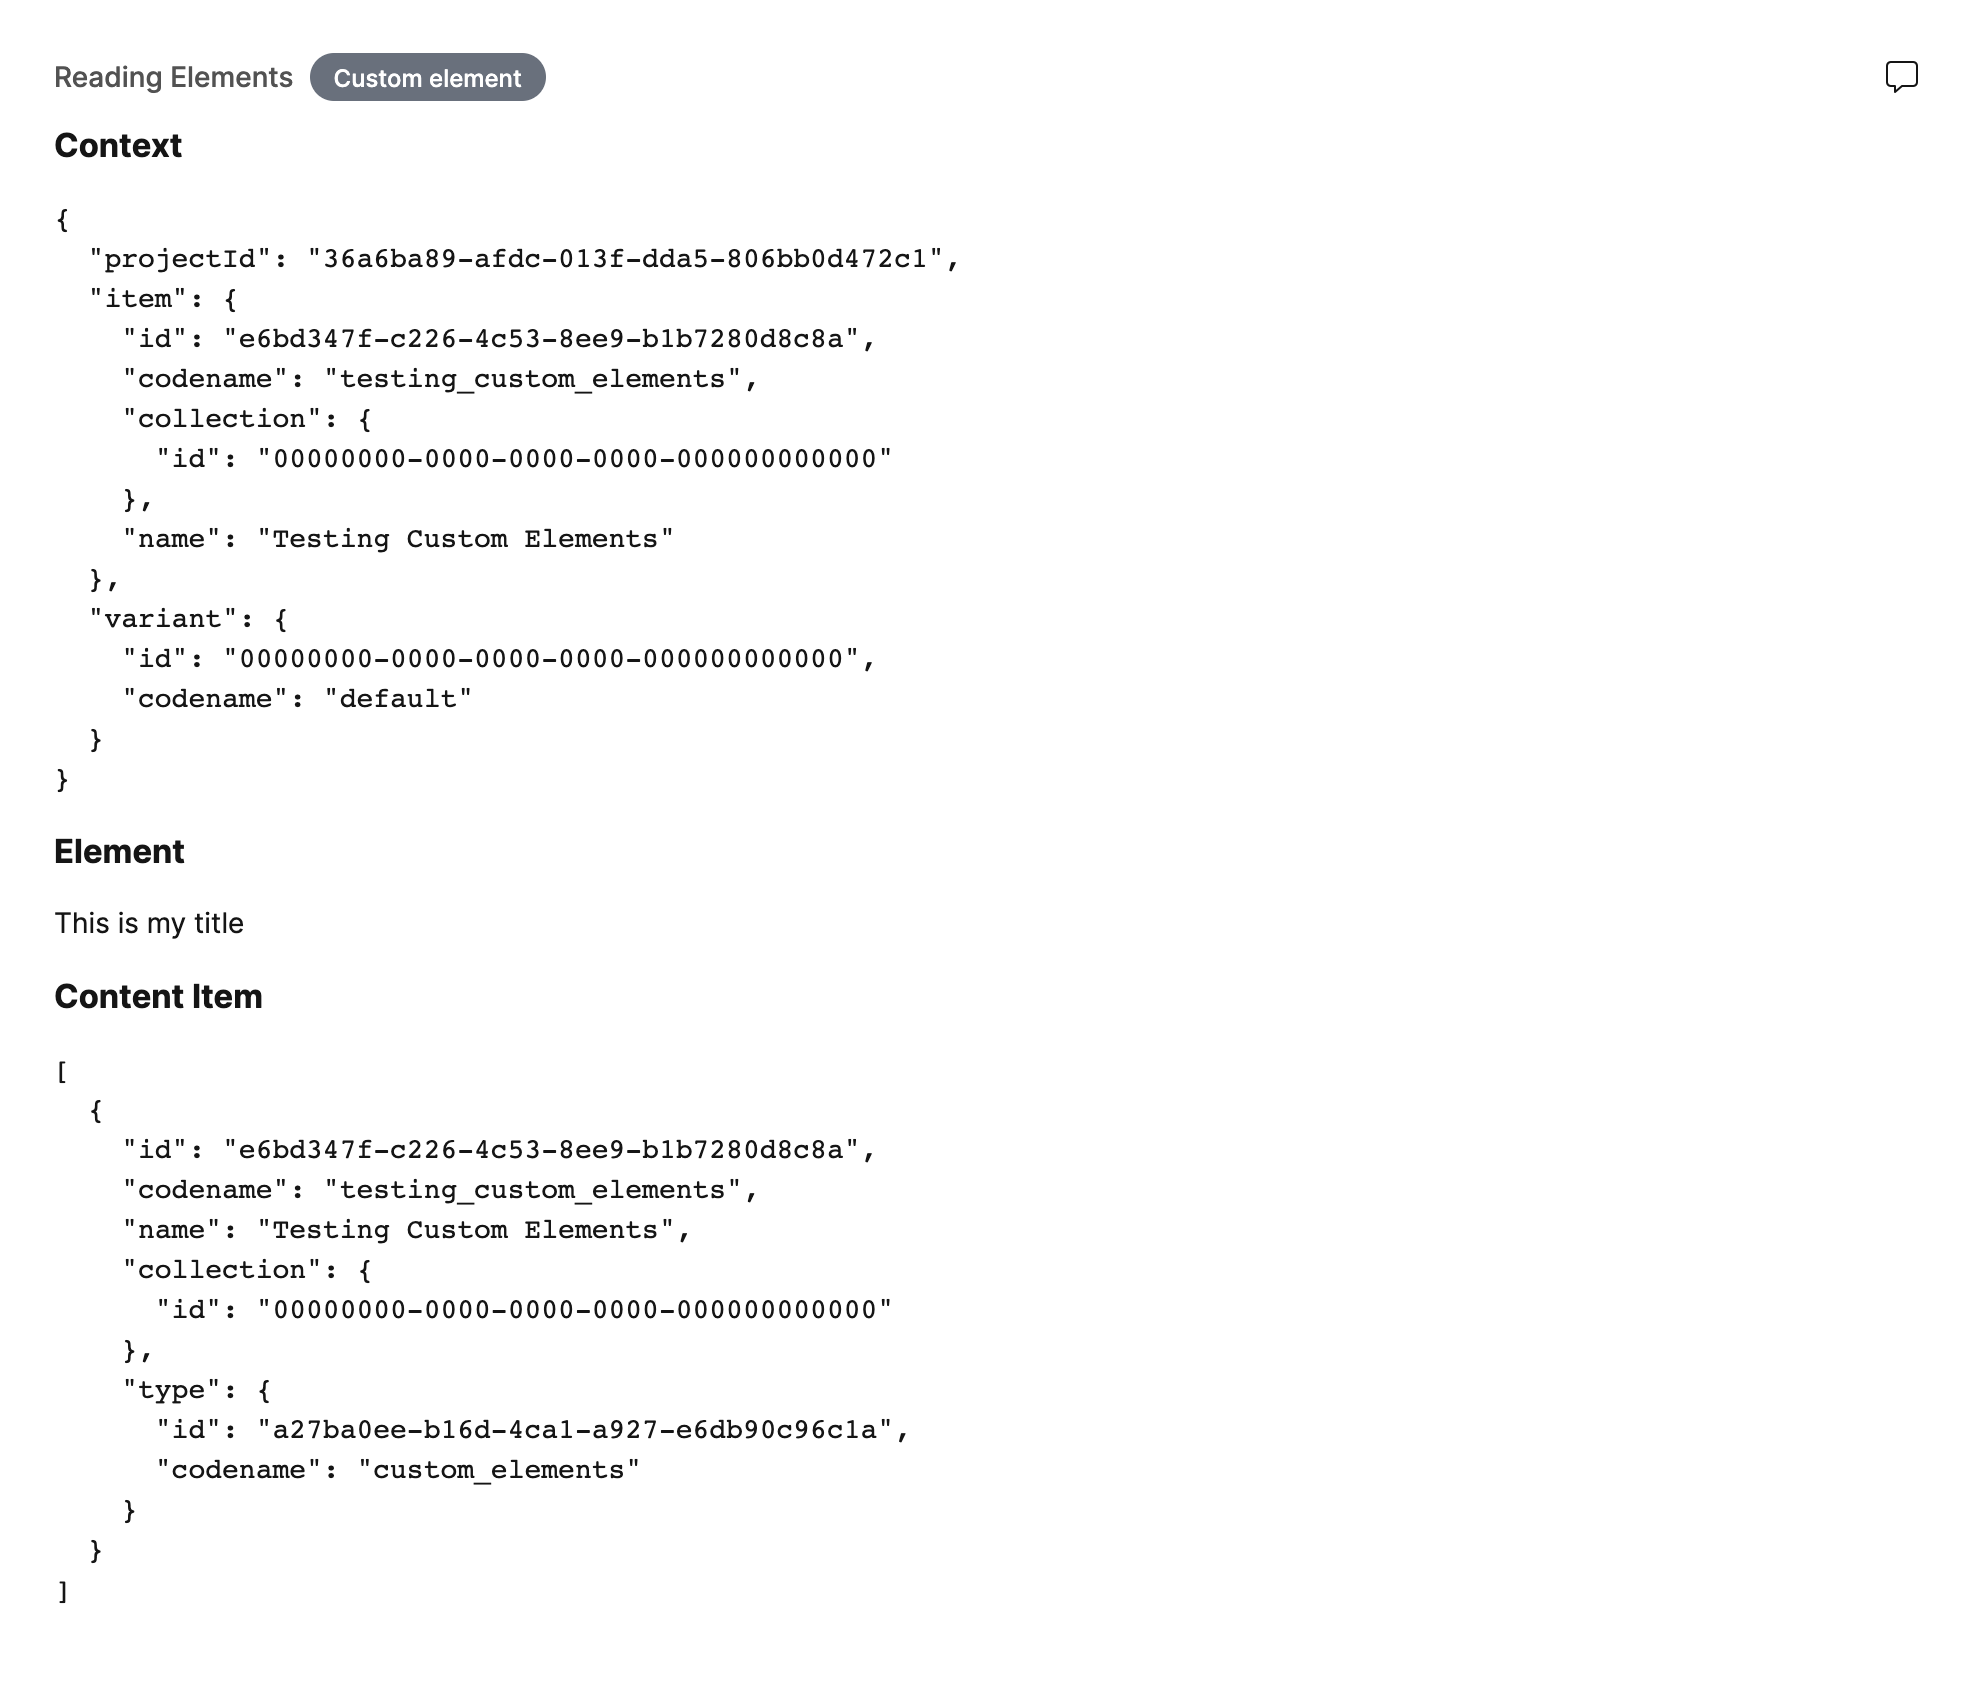 Reading Elements Custom element
Context
{
  "projectId": "36a6ba89-afdc-013f-dda5-806bb0d472c1",
  "item": {
    "id": "e6bd347f-c226-4c53-8ee9-b1b7280d8c8a",
    "codename": "testing_custom_elements",
    "collection": {
      "id": "00000000-0000-0000-0000-000000000000"
    },
    "name": "Testing Custom Elements"
  },
  "variant": {
    "id": "00000000-0000-0000-0000-000000000000",
    "codename": "default"
  }
}
Element
This is my title
Content Item
[
  {
    "id": "e6bd347f-c226-4c53-8ee9-b1b7280d8c8a",
    "codename": "testing_custom_elements",
    "name": "Testing Custom Elements",
    "collection": {
      "id": "00000000-0000-0000-0000-000000000000"
    },
    "type": {
      "id": "a27ba0ee-b16d-4ca1-a927-e6db90c96c1a",
      "codename": "custom_elements"
    }
  }
]